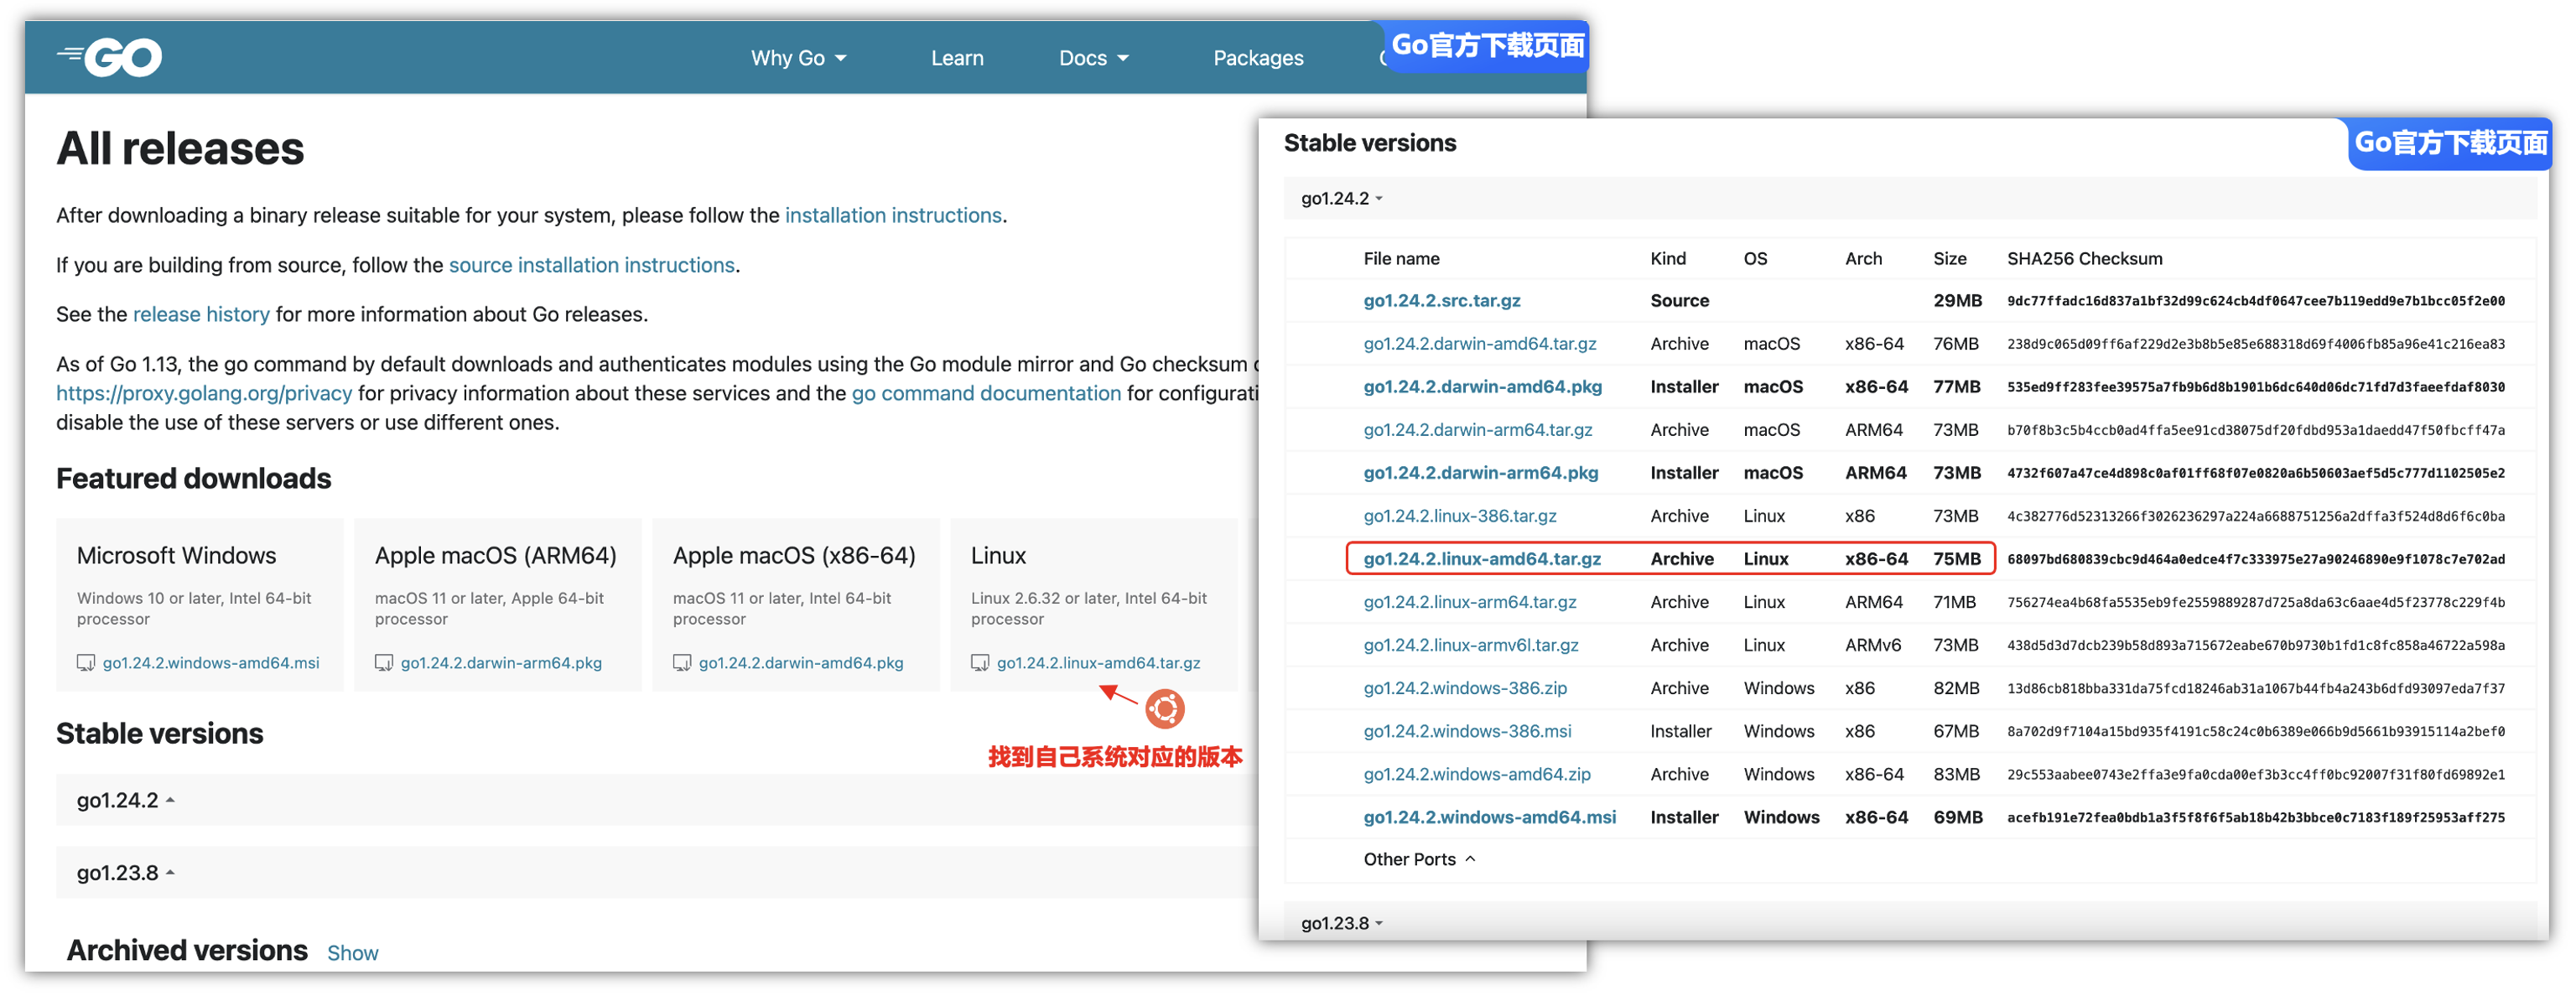 GO
Why Go
Learn
Docs
Packages
Go官方下载页面
All releases
After downloading a binary release suitable for your system, please follow the installation instructions.
If you are building from source, follow the source installation instructions.
See the release history for more information about Go releases.
As of Go 1.13, the go command by default downloads and authenticates modules using the Go module mirror and Go checksum
https://proxy.golang.org/privacy for privacy information about these services and the go command documentation for
disable the use of these servers or use different ones.
Featured downloads
Microsoft Windows
Windows 10 or later, Intel 64-bit
processor
go1.24.2.windows-amd64.msi
Apple macOS (ARM64)
macOS 11 or later, Apple 64-bit
processor
go1.24.2.darwin-arm64.pkg
Apple macOS (x86-64)
macOS 11 or later, Intel 64-bit
processor
go1.24.2.darwin-amd64.pkg
Linux
Linux 2.6.32 or later, Intel 64-bit
processor
go1.24.2.linux-amd64.tar.gz
找到自己系统对应的版本
Stable versions
go1.24.2
go1.23.8
Archived versions Show
Go官方下载页面
Stable versions
go1.24.2
File name Kind OS Arch Size SHA256 Checksum
go1.24.2.src.tar.gz Source 29MB 9dc77ffadc16d837a1bf32d99c624cb4df0647cee7b119edd9e7b1bcc05f2e00
go1.24.2.darwin-amd64.tar.gz Archive macOS x86-64 76MB 238d9c065d09ff6af229d2e3b8b5e85e688318d69f4006fb85a96e41c216ea83
go1.24.2.darwin-amd64.pkg Installer macOS x86-64 77MB 535ed9ff283fee39575a7fb9b6d8b1901b6dc640d06dc71fd7d3faeefdaf8030
go1.24.2.darwin-arm64.tar.gz Archive macOS ARM64 73MB b70f8b3c5b4ccb0ad4ffa5ee91cd38075df20fdbd953a1daedd47f50fbcff47a
go1.24.2.darwin-arm64.pkg Installer macOS ARM64 73MB 4732f607a47ce4d898c0af01ff68f07e0820a6b50603aef5d5c777d1102505e2
go1.24.2.linux-386.tar.gz Archive Linux x86 73MB 4c382776d52313266f3026236297a224a6688751256a2dffa3f524d8d6f6c0ba
go1.24.2.linux-amd64.tar.gz Archive Linux x86-64 75MB 68097bd680839cbc9d464a0edce4f7c333975e27a90246890e9f1078c7e702ad
go1.24.2.linux-arm64.tar.gz Archive Linux ARM64 71MB 756274ea4b68fa5535eb9fe2559889287d725a8da63c6aae4d5f23778c229f4b
go1.24.2.linux-armv6l.tar.gz Archive Linux ARMv6 73MB 438d5d3d7dcb239b58d893a715672eabe670b9730b1fd1c8fc858a46722a598a
go1.24.2.windows-386.zip Archive Windows x86 82MB 13d86cb818bba331da75fcd18246ab31a1067b44fb4a243b6dfd93097eda7f37
go1.24.2.windows-386.msi Installer Windows x86 67MB 8a702d9f7104a15bd935f4191c58c24c0b6389e066b9d5661b93915114a2bef0
go1.24.2.windows-amd64.zip Archive Windows x86-64 83MB 29c553aabee0743e2ffa3e9fa0cda00ef3b3cc4ff0bc92007f31f80fd69892e1
go1.24.2.windows-amd64.msi Installer Windows x86-64 69MB acefb191e72fea0bdb1a3f5f8f6f5ab18b42b3bbce0c7183f189f25953aff275
Other Ports
go1.23.8